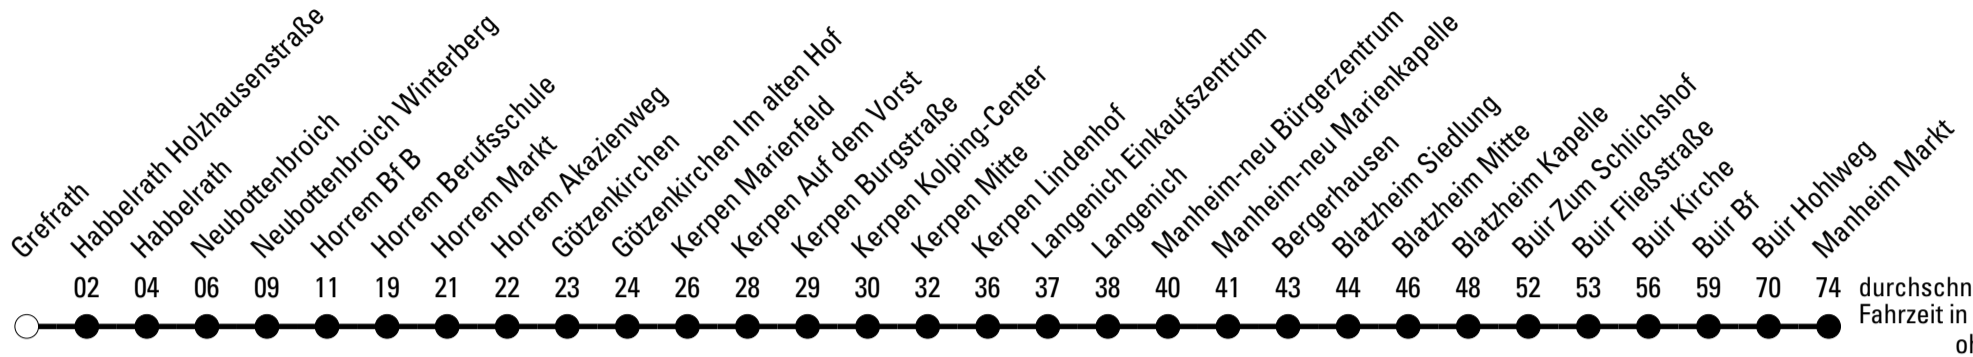 Grefrath
Habbelrath Holzhausenstraße
Habbelrath
Neubottenbroich
Neubottenbroich Winterberg
Horrem Bf B
Horrem Berufsschule
Horrem Markt
Horrem Akazienweg
Götzenkirchen
Götzenkirchen Im alten Hof
Kerpen Marienfeld
Kerpen Auf dem Vorst
Kerpen Burgstraße
Kerpen Kolping-Center
Kerpen Mitte
Kerpen Lindenhof
Langenich Einkaufszentrum
Langenich
Manheim-neu Bürgerzentrum
Manheim-neu Marienkapelle
Bergerhausen
Blatzheim Siedlung
Blatzheim Mitte
Blatzheim Kapelle
Buir Zum Schlichshof
Buir Fließstraße
Buir Kirche
Buir Bf
Buir Hohlweg
Manheim Markt
02 04 06 09 11 19 21 22 23 24 26 28 29 30 32 36 37 38 40 41 43 44 46 48 52 53 56 59 70 74 durchschn
Fahrzeit in